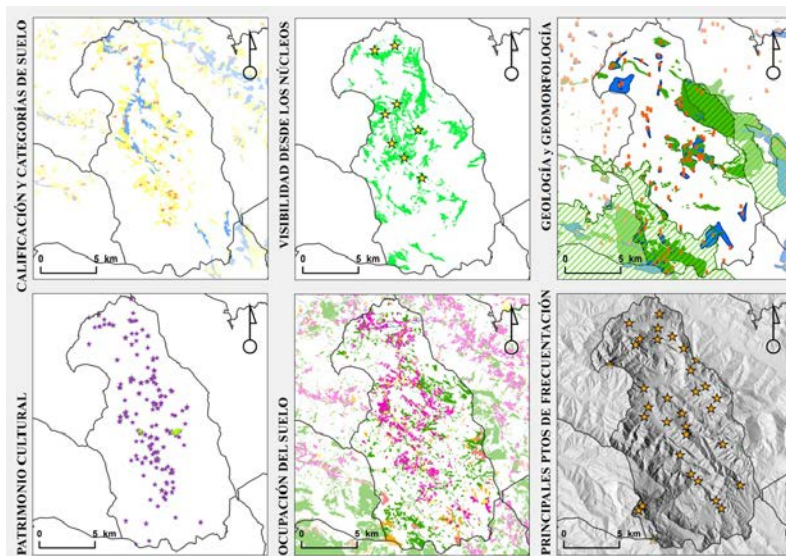 CALIFICACIÓN Y CATEGORÍAS DE SUELO
0 5 km
VISIBILIDAD DESDE LOS NÚCLEOS
0 5 km
GEOLOGÍA y GEOMORFOLOGÍA
0 5 km
PATRIMONIO CULTURAL
0 5 km
OCUPACIÓN DEL SUELO
0 5 km
PRINCIPALES PTOS DE FRECUENTACIÓN
0 5 km